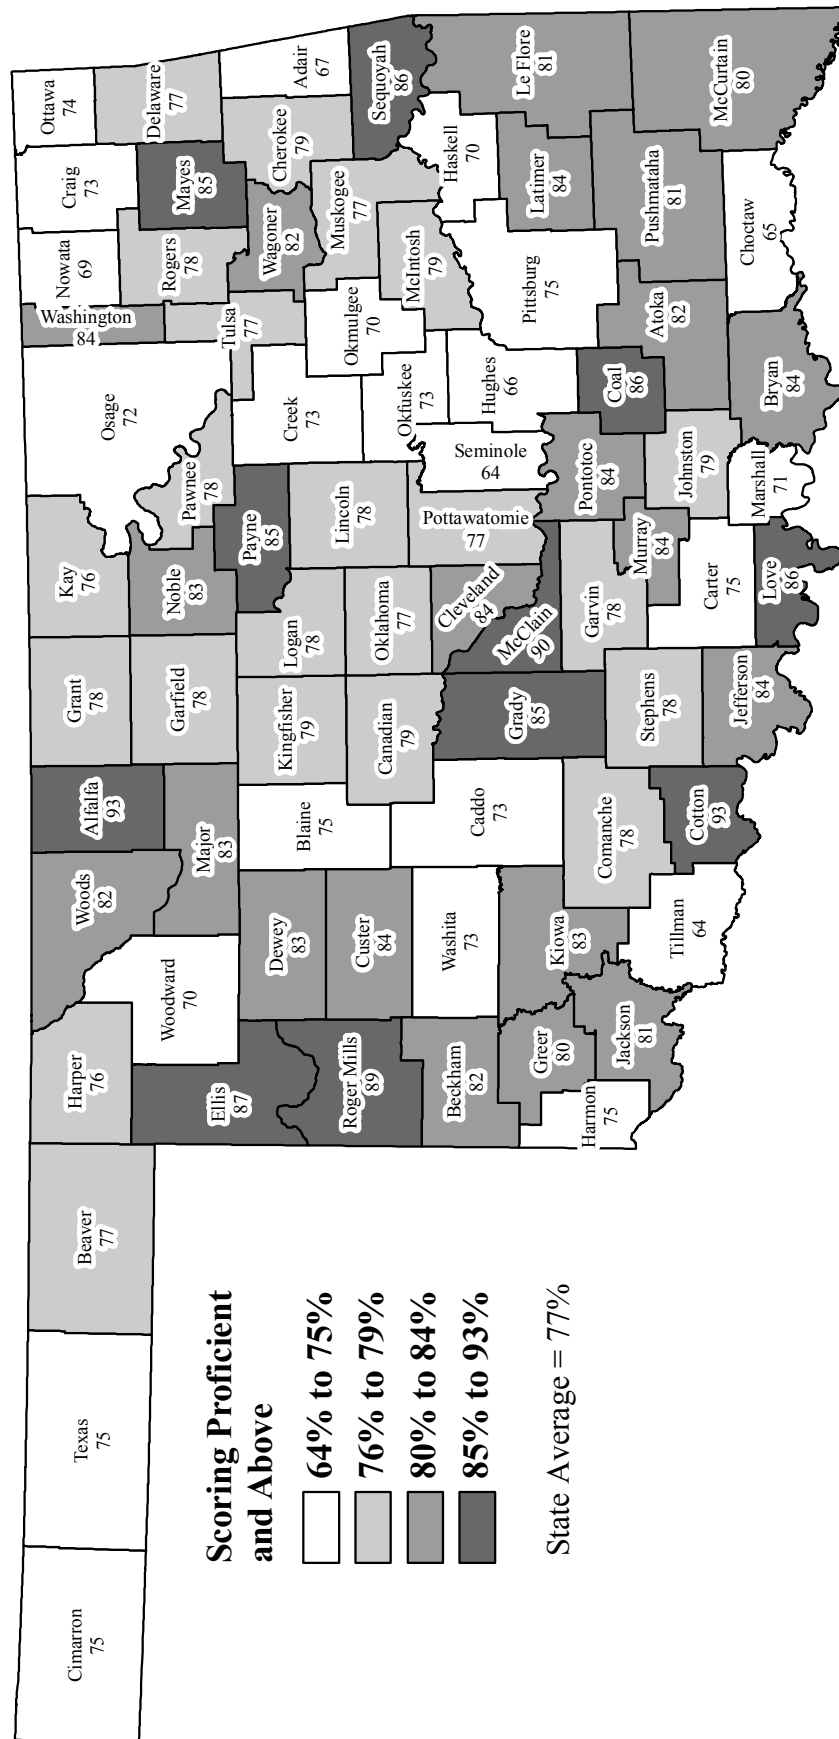 Cimarron
75
Texas
75
Beaver
77
Harper
76
Woods
82
Alfalfa
93
Grant
78
Kay
76
Osage
72
Washington
84
Nowata
69
Craig
73
Ottawa
74
Ellis
87
Woodward
70
Major
83
Garfield
78
Noble
83
Pawnee
78
Rogers
78
Mayes
85
Delaware
77
Roger Mills
89
Dewey
83
Blaine
75
Kingfisher
79
Logan
78
Payne
85
Creek
73
Tulsa
77
Wagoner
82
Cherokee
79
Adair
67
Custer
84
Canadian
79
Oklahoma
77
Lincoln
78
Okfuskee
73
Okmulgee
70
Muskogee
77
Sequoyah
86
Beckham
82
Washita
73
Caddo
73
Grady
85
McClain
90
Cleveland
84
Pottawatomie
77
Seminole
64
Hughes
66
McIntosh
79
Haskell
70
Le Flore
81
Harmon
75
Greer
80
Kiowa
83
Comanche
78
Stephens
78
Garvin
78
Pontotoc
84
Coal
86
Pittsburg
75
Latimer
84
Jackson
81
Tillman
64
Cotton
93
Jefferson
84
Carter
75
Murray
84
Johnston
79
Atoka
82
Pushmataha
81
McCurtain
80
Love
86
Marshall
71
Bryan
84
Choctaw
65
Scoring Proficient
and Above
64% to 75%
76% to 79%
80% to 84%
85% to 93%
State Average = 77%